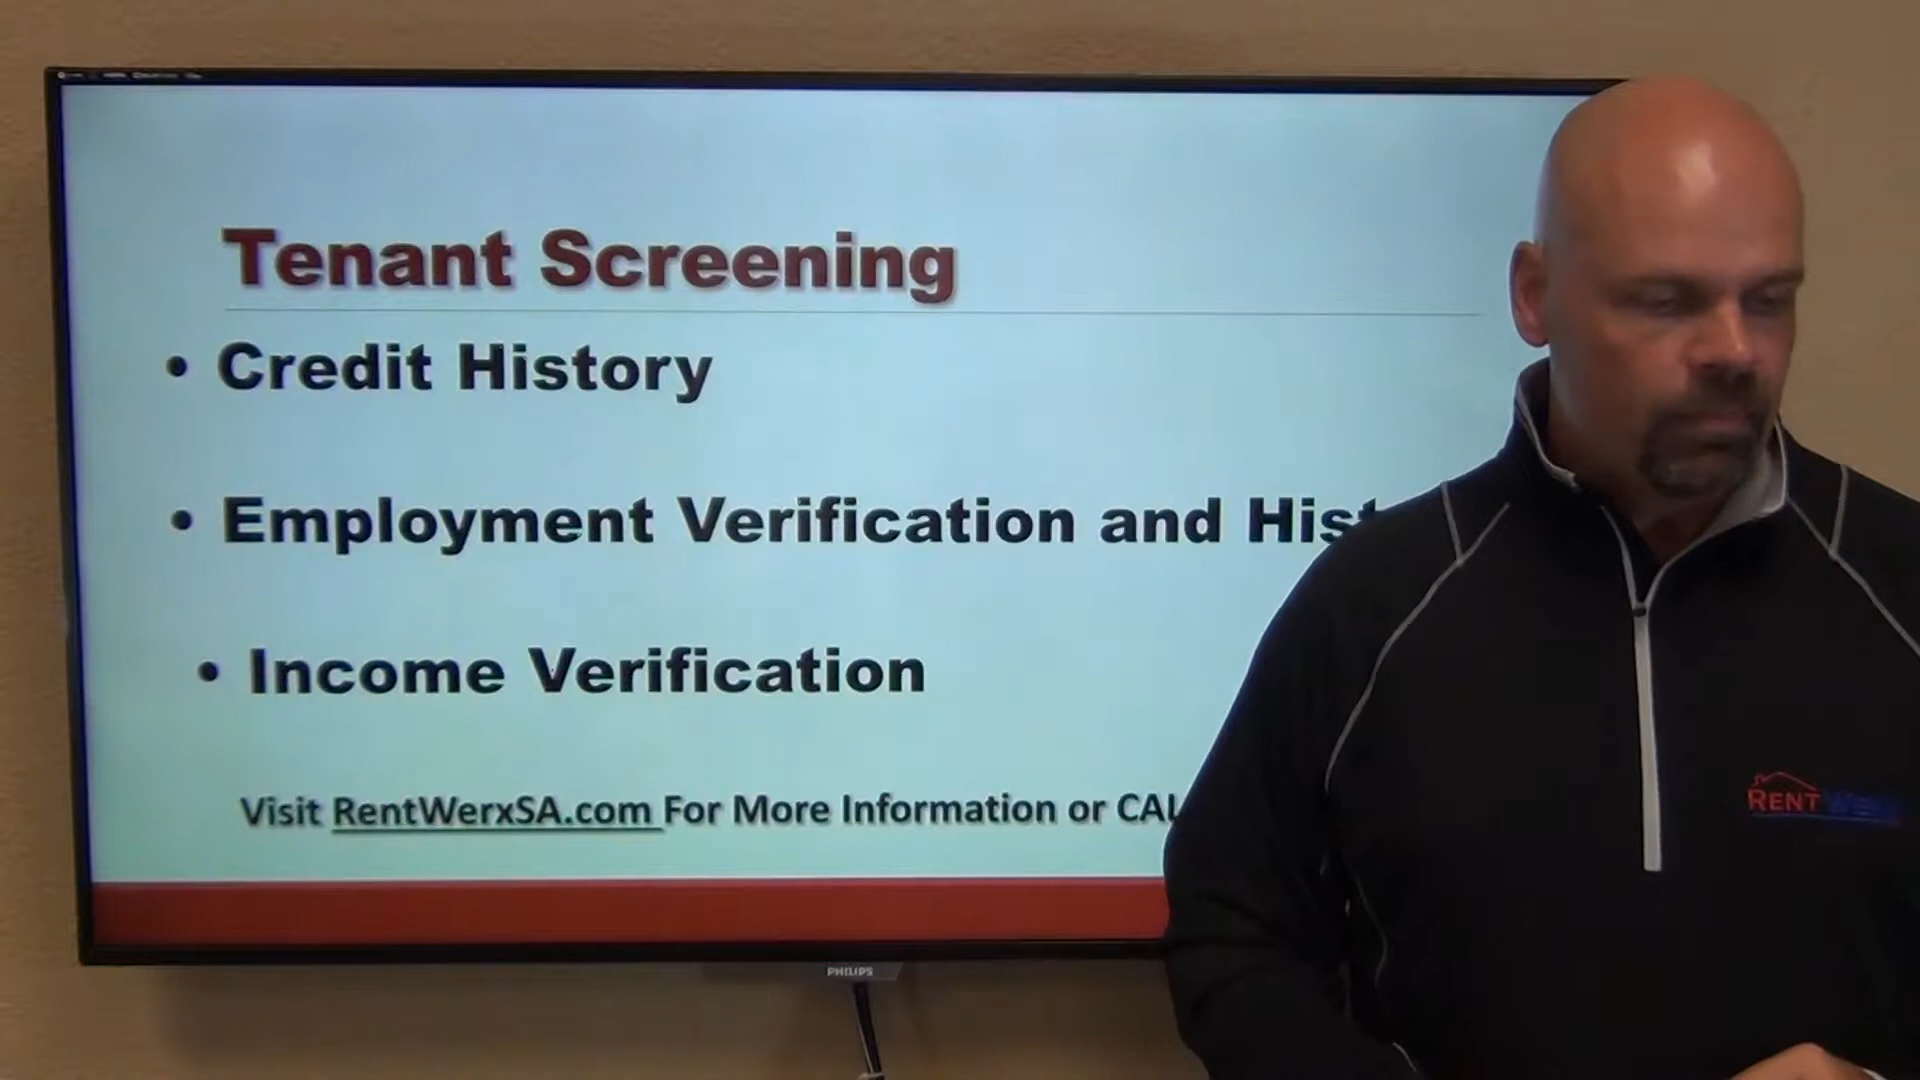 Tenant Screening
• Credit History
• Employment Verification and Hist
• Income Verification
Visit RentWerxSA.com For More Information or CAL
RENT WERX
PHILIPS